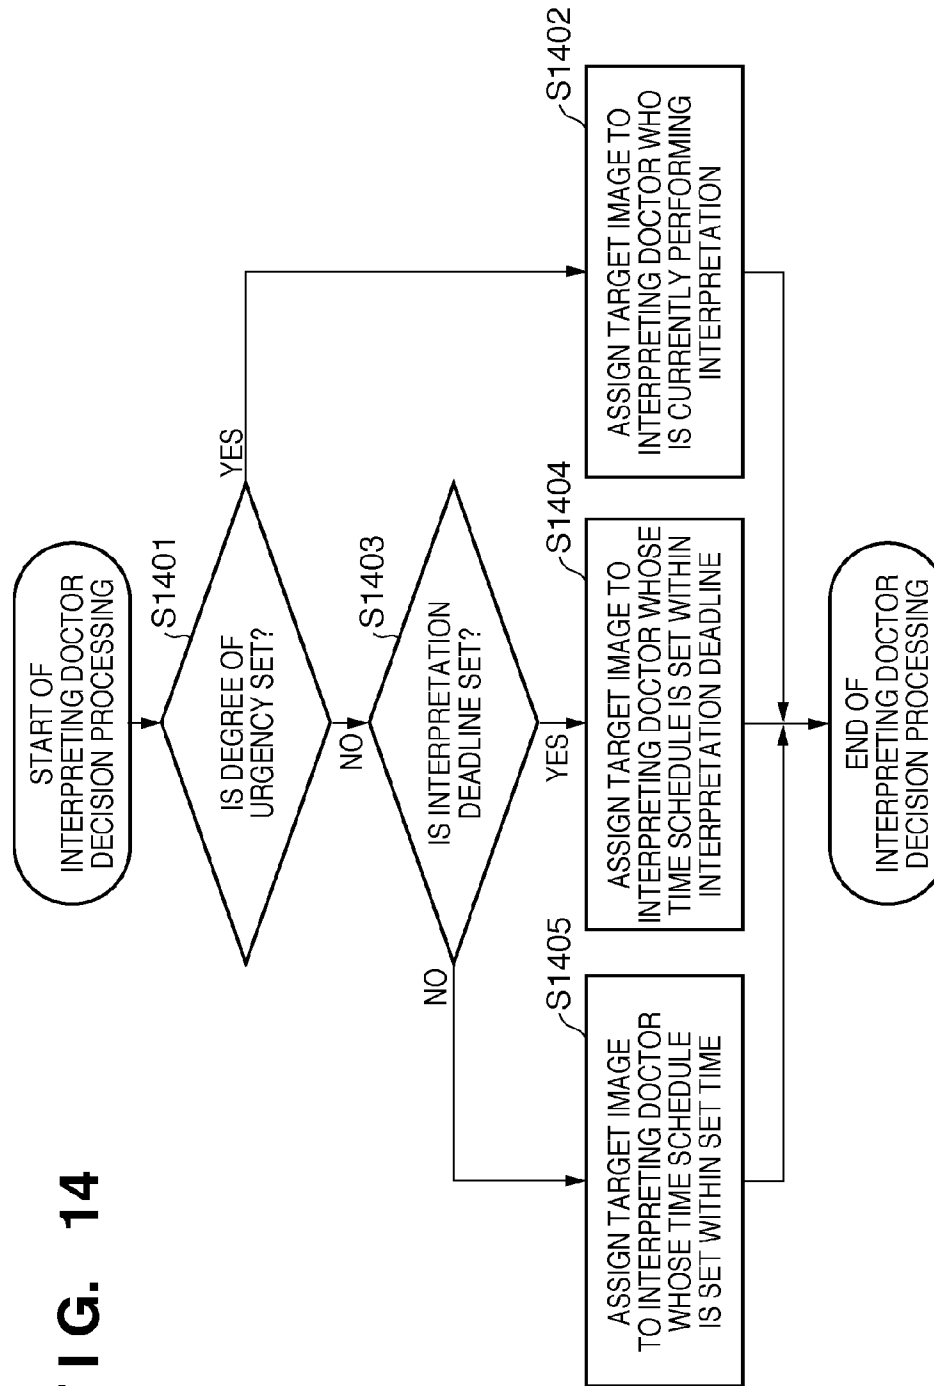 IG. 14
START OF
INTERPRETING DOCTOR
DECISION PROCESSING
S1401
IS DEGREE OF
URGENCY SET?
YES
NO
S1403
IS INTERPRETATION
DEADLINE SET?
NO
YES
S1405
ASSIGN TARGET IMAGE
TO INTERPRETING DOCTOR
WHOSE TIME SCHEDULE
IS SET WITHIN SET TIME
S1404
ASSIGN TARGET IMAGE TO
INTERPRETING DOCTOR WHOSE
TIME SCHEDULE IS SET WITHIN
INTERPRETATION DEADLINE
S1402
ASSIGN TARGET IMAGE TO
INTERPRETING DOCTOR WHO
IS CURRENTLY PERFORMING
INTERPRETATION
END OF
INTERPRETING DOCTOR
DECISION PROCESSING